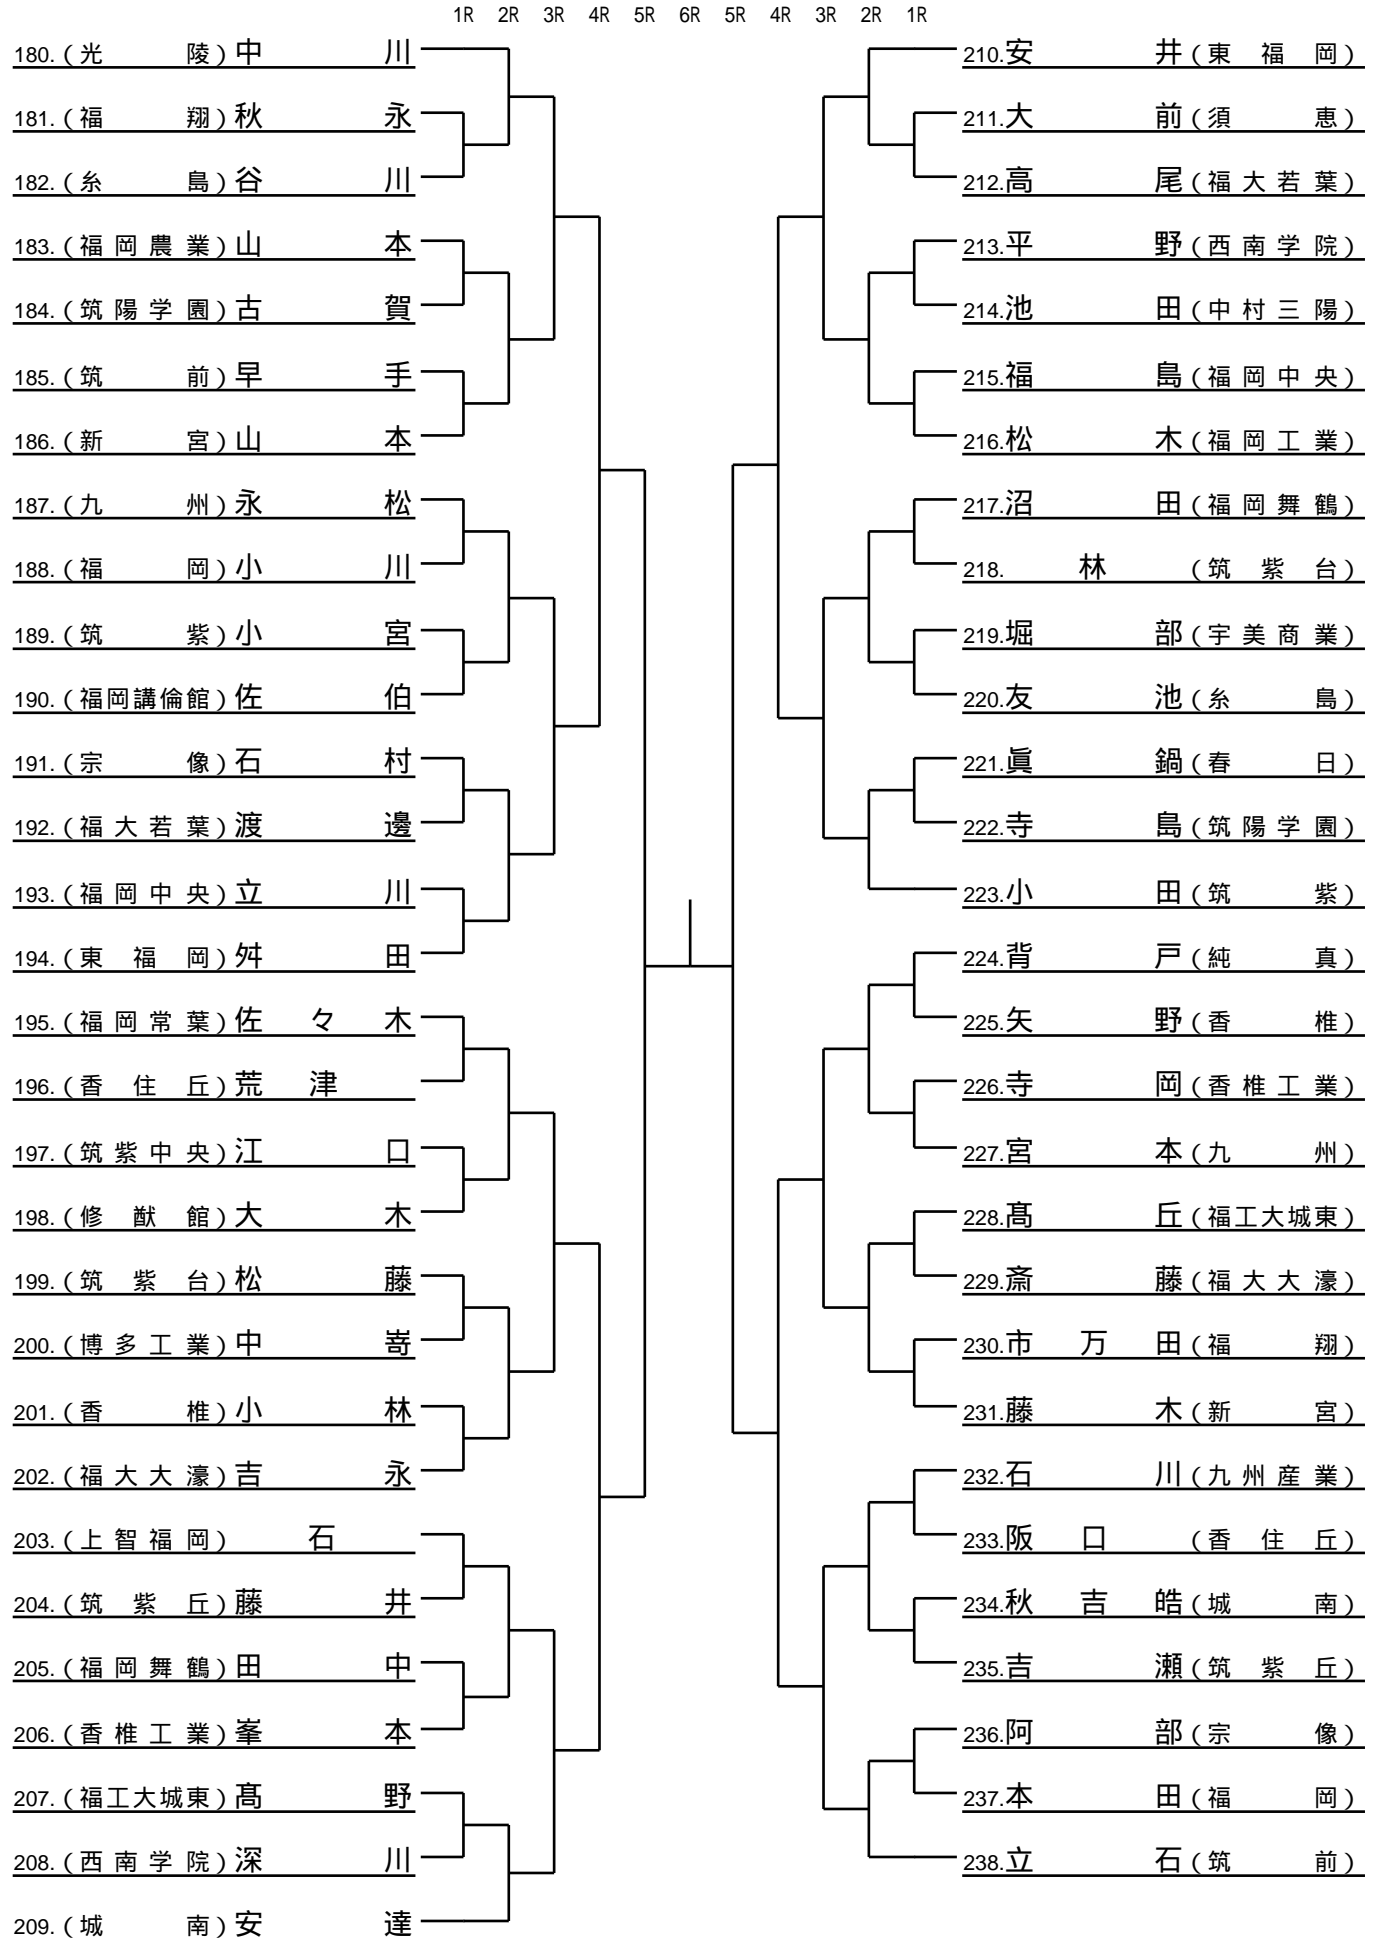 1R 2R 3R 4R 5R 6R 5R 4R 3R 2R 1R
180.(光陵)中川
181.(福翔)秋永
182.(糸島)谷川
183.(福岡農業)山本
184.(筑陽学園)古賀
185.(筑前)早手
186.(新宮)山本
187.(九州)永松
188.(福岡)小川
189.(筑紫)小宮
190.(福岡講倫館)佐伯
191.(宗像)石村
192.(福大若葉)渡邊
193.(福岡中央)立川
194.(東福岡)舛田
195.(福岡常葉)佐々木
196.(香住丘)荒津
197.(筑紫中央)江口
198.(修猷館)大木
199.(筑紫台)松藤
200.(博多工業)中嵜
201.(香椎)小林
202.(福大大濠)吉永
203.(上智福岡)石
204.(筑紫丘)藤井
205.(福岡舞鶴)田中
206.(香椎工業)峯本
207.(福工大城東)髙野
208.(西南学院)深川
209.(城南)安達
210.安井(東福岡)
211.大前(須恵)
212.高尾(福大若葉)
213.平野(西南学院)
214.池田(中村三陽)
215.福島(福岡中央)
216.松木(福岡工業)
217.沼田(福岡舞鶴)
218.林(筑紫台)
219.堀部(宇美商業)
220.友池(糸島)
221.眞鍋(春日)
222.寺島(筑陽学園)
223.小田(筑紫)
224.背戸(純真)
225.矢野(香椎)
226.寺岡(香椎工業)
227.宮本(九州)
228.髙丘(福工大城東)
229.斎藤(福大大濠)
230.市万田(福翔)
231.藤木(新宮)
232.石川(九州産業)
233.阪口(香住丘)
234.秋吉皓(城南)
235.吉瀬(筑紫丘)
236.阿部(宗像)
237.本田(福岡)
238.立石(筑前)